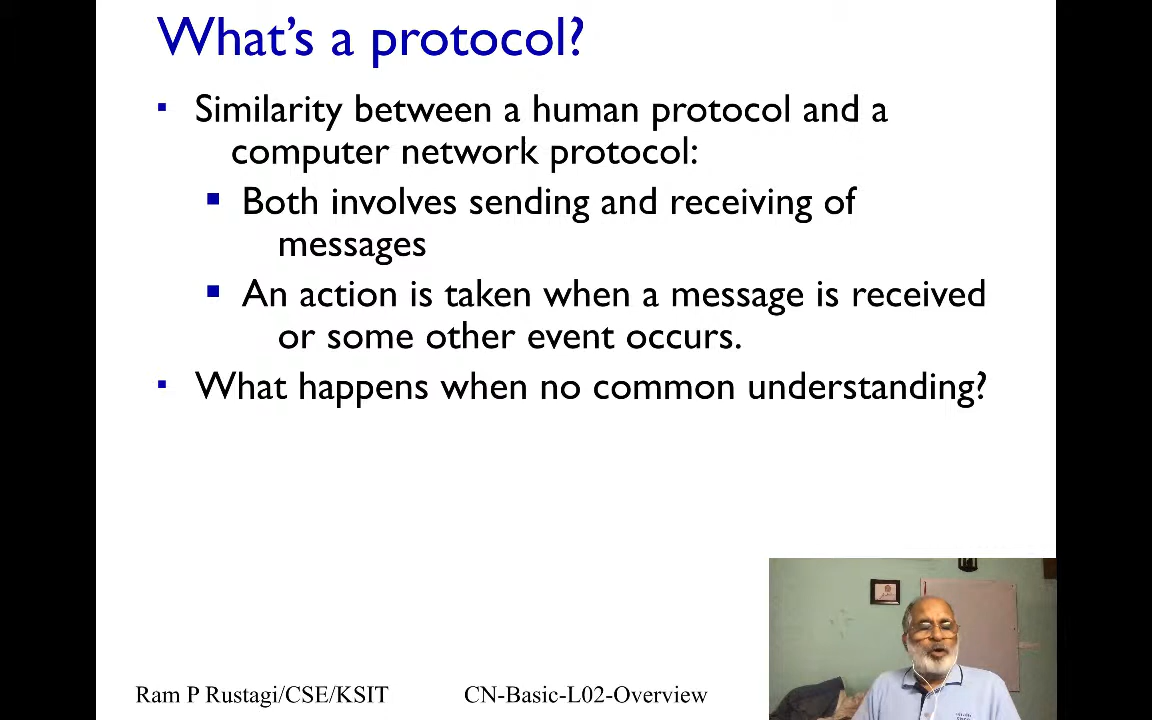 What's a protocol?
▪ Similarity between a human protocol and a
computer network protocol:
▪ Both involves sending and receiving of
messages
▪ An action is taken when a message is received
or some other event occurs.
▪ What happens when no common understanding?
Ram P Rustagi/CSE/KSIT
CN-Basic-L02-Overview